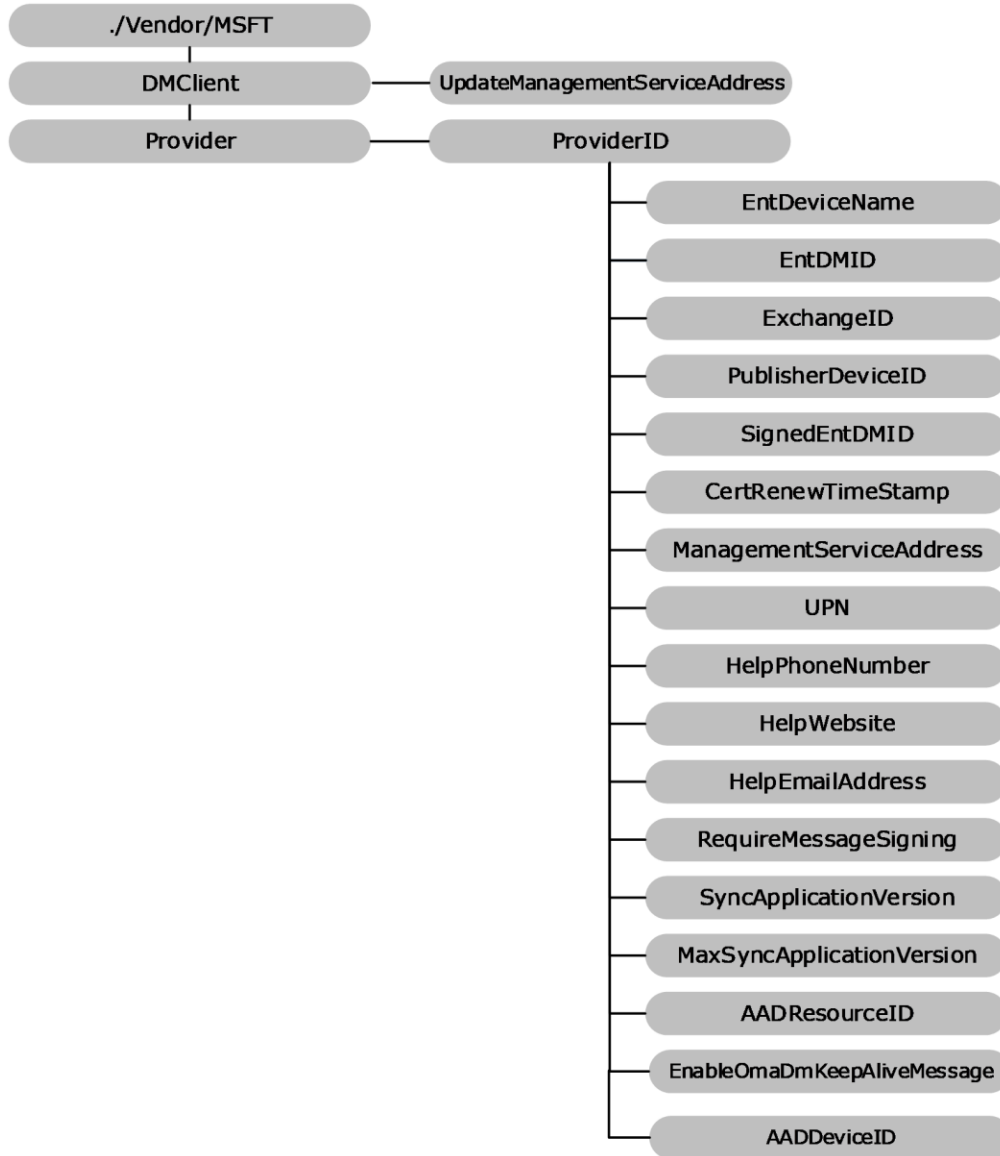 ./Vendor/MSFT
DMClient
UpdateManagementServiceAddress
Provider
ProviderID
EntDeviceName
EntDMID
ExchangeID
PublisherDeviceID
SignedEntDMID
CertRenewTimeStamp
ManagementServiceAddress
UPN
HelpPhoneNumber
HelpWebsite
HelpEmailAddress
RequireMessageSigning
SyncApplicationVersion
MaxSyncApplicationVersion
AADResourceID
EnableOmaDmKeepAliveMessage
AADDeviceID